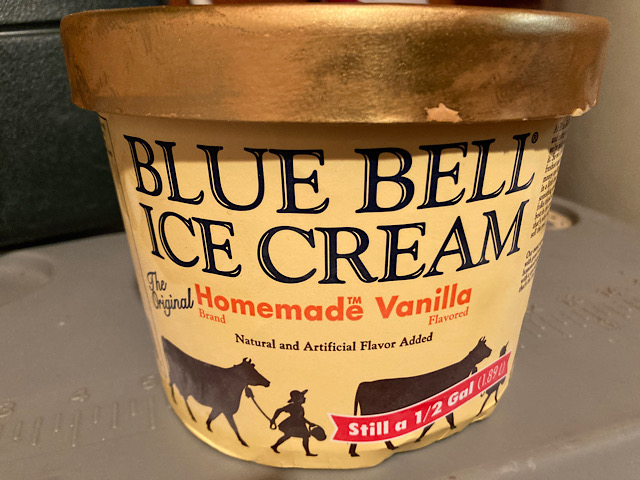 BLUE BELL®
ICE CREAM
The Original Homemade™ Vanilla
Brand Flavored
Natural and Artificial Flavor Added
Still a 1/2 Gal (1.89L)